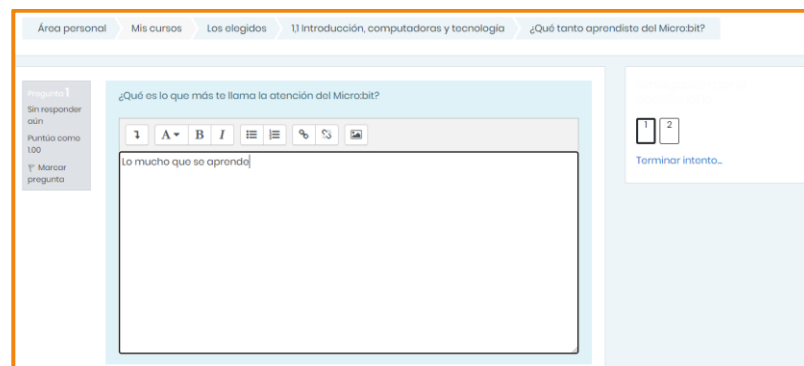 Área personal Mis cursos Los elegidos 1,1 Introducción, computadoras y tecnología ¿Qué tanto aprendiste del Micro:bit?
Pregunta 1
Sin responder
aún
Puntúa como
1,00
Marcar
pregunta
¿Qué es lo que más te llama la atención del Micro:bit?
A B I
Lo mucho que se aprende
1 2
Terminar intento...